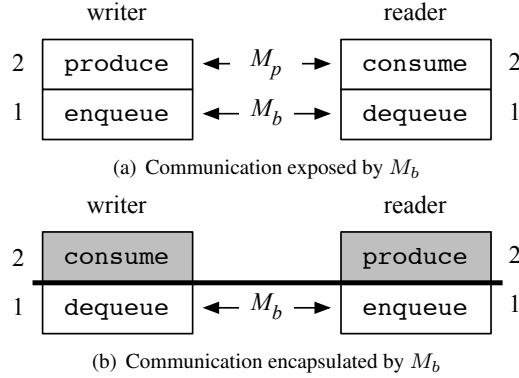 writer reader
2 produce M_p consume 2
1 enqueue M_b dequeue 1
(a) Communication exposed by M_b
writer reader
2 consume produce 2
1 dequeue M_b enqueue 1
(b) Communication encapsulated by M_b